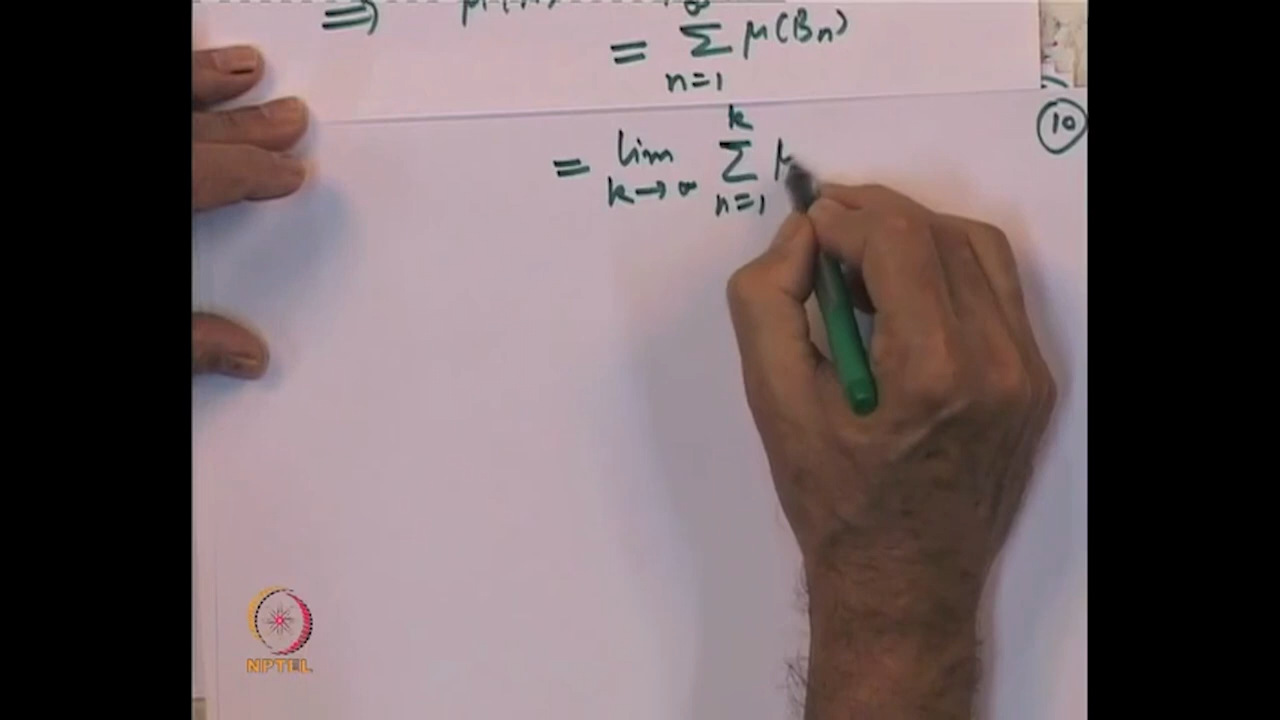 ⇒ μ(
= ∞ Σ n=1 μ(Bn)
10
= lim k→∞ k Σ n=1 μ
NPTEL